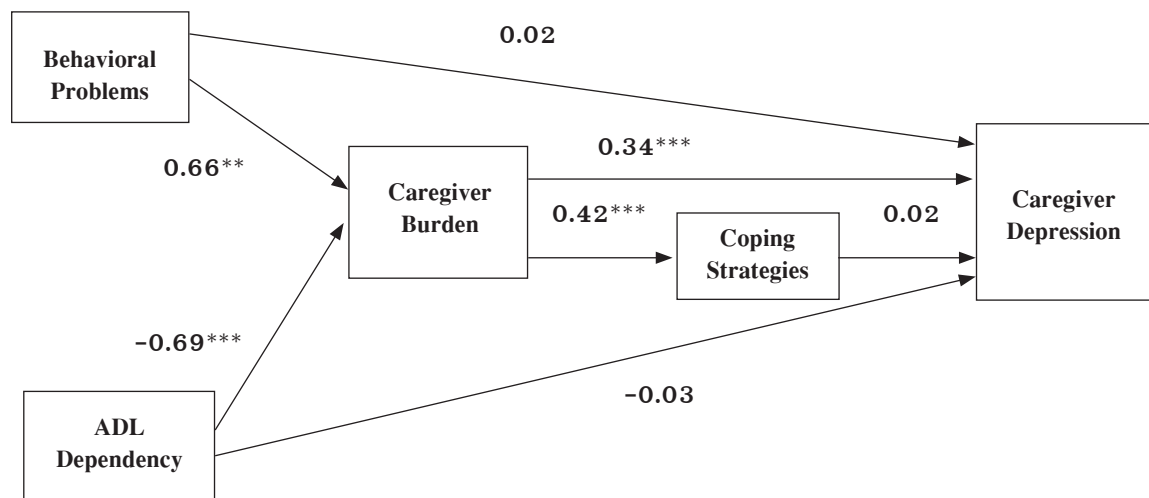 0.02
Behavioral
Problems
0.66**
0.34***
Caregiver
Burden
Caregiver
Depression
0.42***
0.02
Coping
Strategies
-0.69***
-0.03
ADL
Dependency